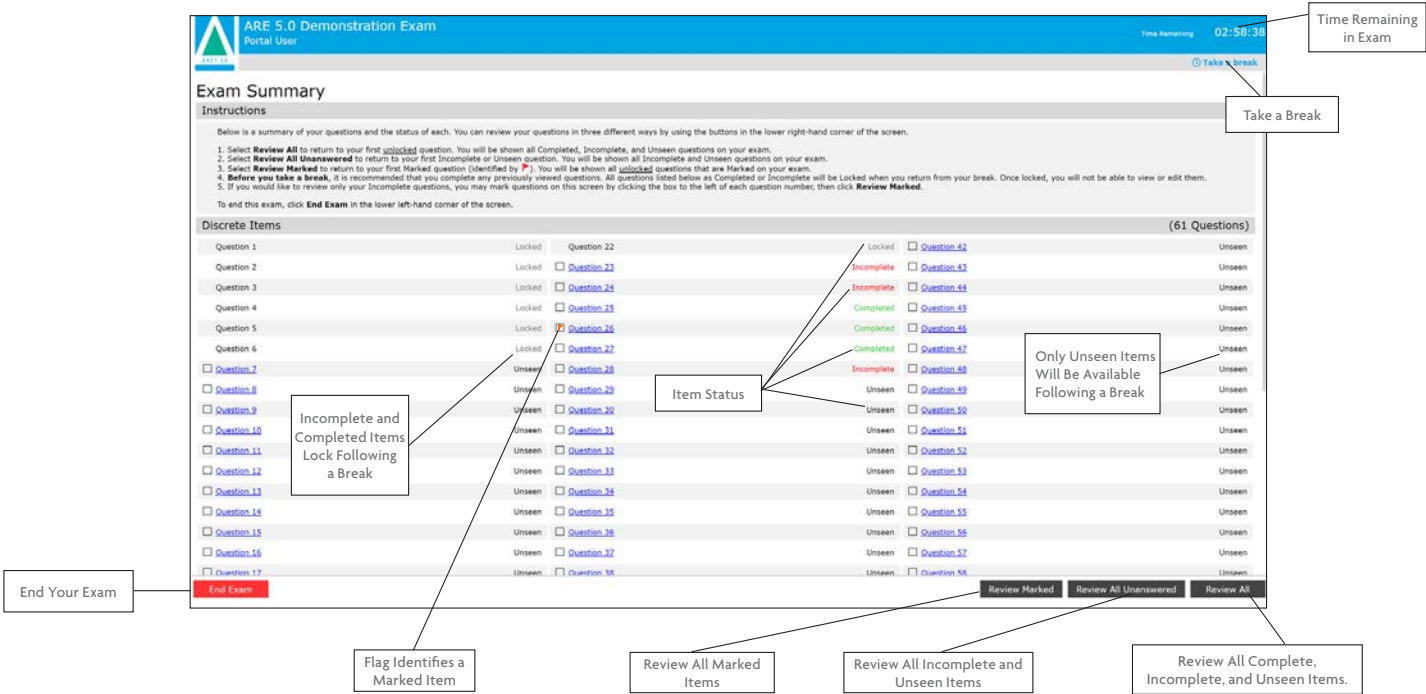 ARE 5.0 Demonstration Exam
Portal User
Time Remaining 02:58:38
Time Remaining
in Exam
ARE® 5.0
Take a break
Take a Break
Exam Summary
Instructions
Below is a summary of your questions and the status of each. You can review your questions in three different ways by using the buttons in the lower right-hand corner of the screen.
1. Select Review All to return to your first unlocked question. You will be shown all Completed, Incomplete, and Unseen questions on your exam.
2. Select Review All Unanswered to return to your first Incomplete or Unseen question. You will be shown all Incomplete and Unseen questions on your exam.
3. Select Review Marked to return to your first Marked question (identified by ). You will be shown all unlocked questions that are Marked on your exam.
4. Before you take a break, it is recommended that you complete any previously viewed questions. All questions listed below as Completed or Incomplete will be Locked when you return from your break. Once locked, you will not be able to view or edit them.
5. If you would like to review only your Incomplete questions, you may mark questions on this screen by clicking the box to the left of each question number, then click Review Marked.
To end this exam, click End Exam in the lower left-hand corner of the screen.
Discrete Items (61 Questions)
Question 1 Locked Question 22 Locked Question 42 Unseen
Question 2 Locked Question 23 Incomplete Question 43 Unseen
Question 3 Locked Question 24 Incomplete Question 44 Unseen
Question 4 Locked Question 25 Completed Question 45 Unseen
Question 5 Locked Question 26 Completed Question 46 Unseen
Question 6 Locked Question 27 Completed Question 47 Unseen
Question 7 Unseen Question 28 Incomplete Question 48 Unseen
Question 8 Unseen Question 29 Unseen Question 49 Unseen
Question 9 Unseen Question 30 Unseen Question 50 Unseen
Question 10 Unseen Question 31 Unseen Question 51 Unseen
Question 11 Unseen Question 32 Unseen Question 52 Unseen
Question 12 Unseen Question 33 Unseen Question 53 Unseen
Question 13 Unseen Question 34 Unseen Question 54 Unseen
Question 14 Unseen Question 35 Unseen Question 55 Unseen
Question 15 Unseen Question 36 Unseen Question 56 Unseen
Question 16 Unseen Question 37 Unseen Question 57 Unseen
Question 17 Unseen Question 38 Unseen Question 58 Unseen
Incomplete and
Completed Items
Lock Following
a Break
Item Status
Only Unseen Items
Will Be Available
Following a Break
End Exam Review Marked Review All Unanswered Review All
End Your Exam
Flag Identifies a
Marked Item
Review All Marked
Items
Review All Incomplete and
Unseen Items
Review All Complete,
Incomplete, and Unseen Items.